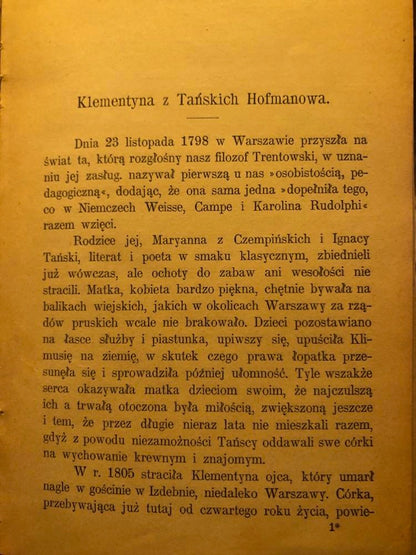 Klementyna z Tańskich Hofmanowa.
Dnia 23 listopada 1798 w Warszawie przyszła na
świat ta, którą rozgłośny nasz filozof Trentowski, w uzna-
niu jej zasług. nazywał pierwszą u nas »osobistością, pe-
dagogiczną«, dodając, że ona sama jedna »dopełniła tego,
co w Niemczech Weisse, Campe i Karolina Rudolphi«
razem wzięci.
Rodzice jej, Maryanna z Czempińskich i Ignacy
Tański, literat i poeta w smaku klasycznym, zbiednieli
już wówczas, ale ochoty do zabaw ani wesołości nie
stracili. Matka, kobieta bardzo piękna, chętnie bywała na
balikach wiejskich, jakich w okolicach Warszawy za rzą-
dów pruskich wcale nie brakowało. Dzieci pozostawiano
na łasce służby i piastunka, upiwszy się, upuściła Kli-
musię na ziemię, w skutek czego prawa łopatka prze-
sunęła się i sprowadziła później ułomność. Tyle wszakże
serca okazywała matka dzieciom swoim, że najczulszą
ich a trwałą otoczona była miłością, zwiększoną jeszcze
i tem, że przez długie nieraz lata nie mieszkali razem,
gdyż z powodu niezamożności Tańscy oddawali swe córki
na wychowanie krewnym i znajomym.
W r. 1805 straciła Klementyna ojca, który umarł
nagle w gościnie w Izdebnie, niedaleko Warszawy. Córka,
przebywająca już tutaj od czwartego roku życia, powie-
1*